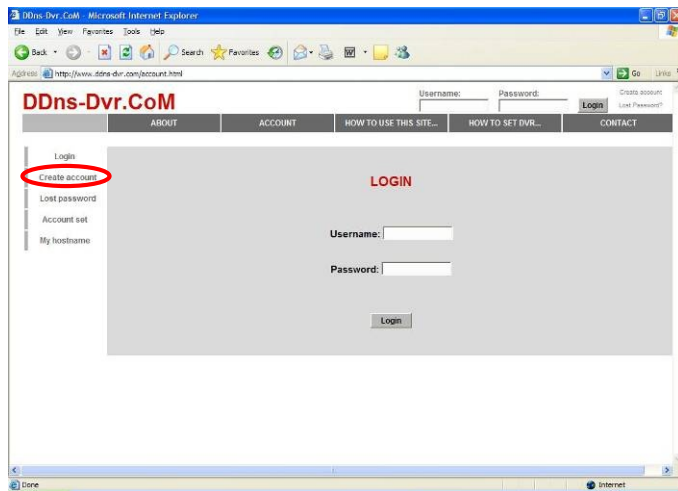 DDns-Dvr.CoM - Microsoft Internet Explorer
File Edit View Favorites Tools Help
Back Search Favorites
Address http://www.ddns-dvr.com/account.html Go Links
DDns-Dvr.CoM
Username: Password: Login
Create account
Lost Password?
ABOUT ACCOUNT HOW TO USE THIS SITE... HOW TO SET DVR... CONTACT
Login
Create account
Lost password
Account set
My hostname
LOGIN
Username:
Password:
Login
Done Internet